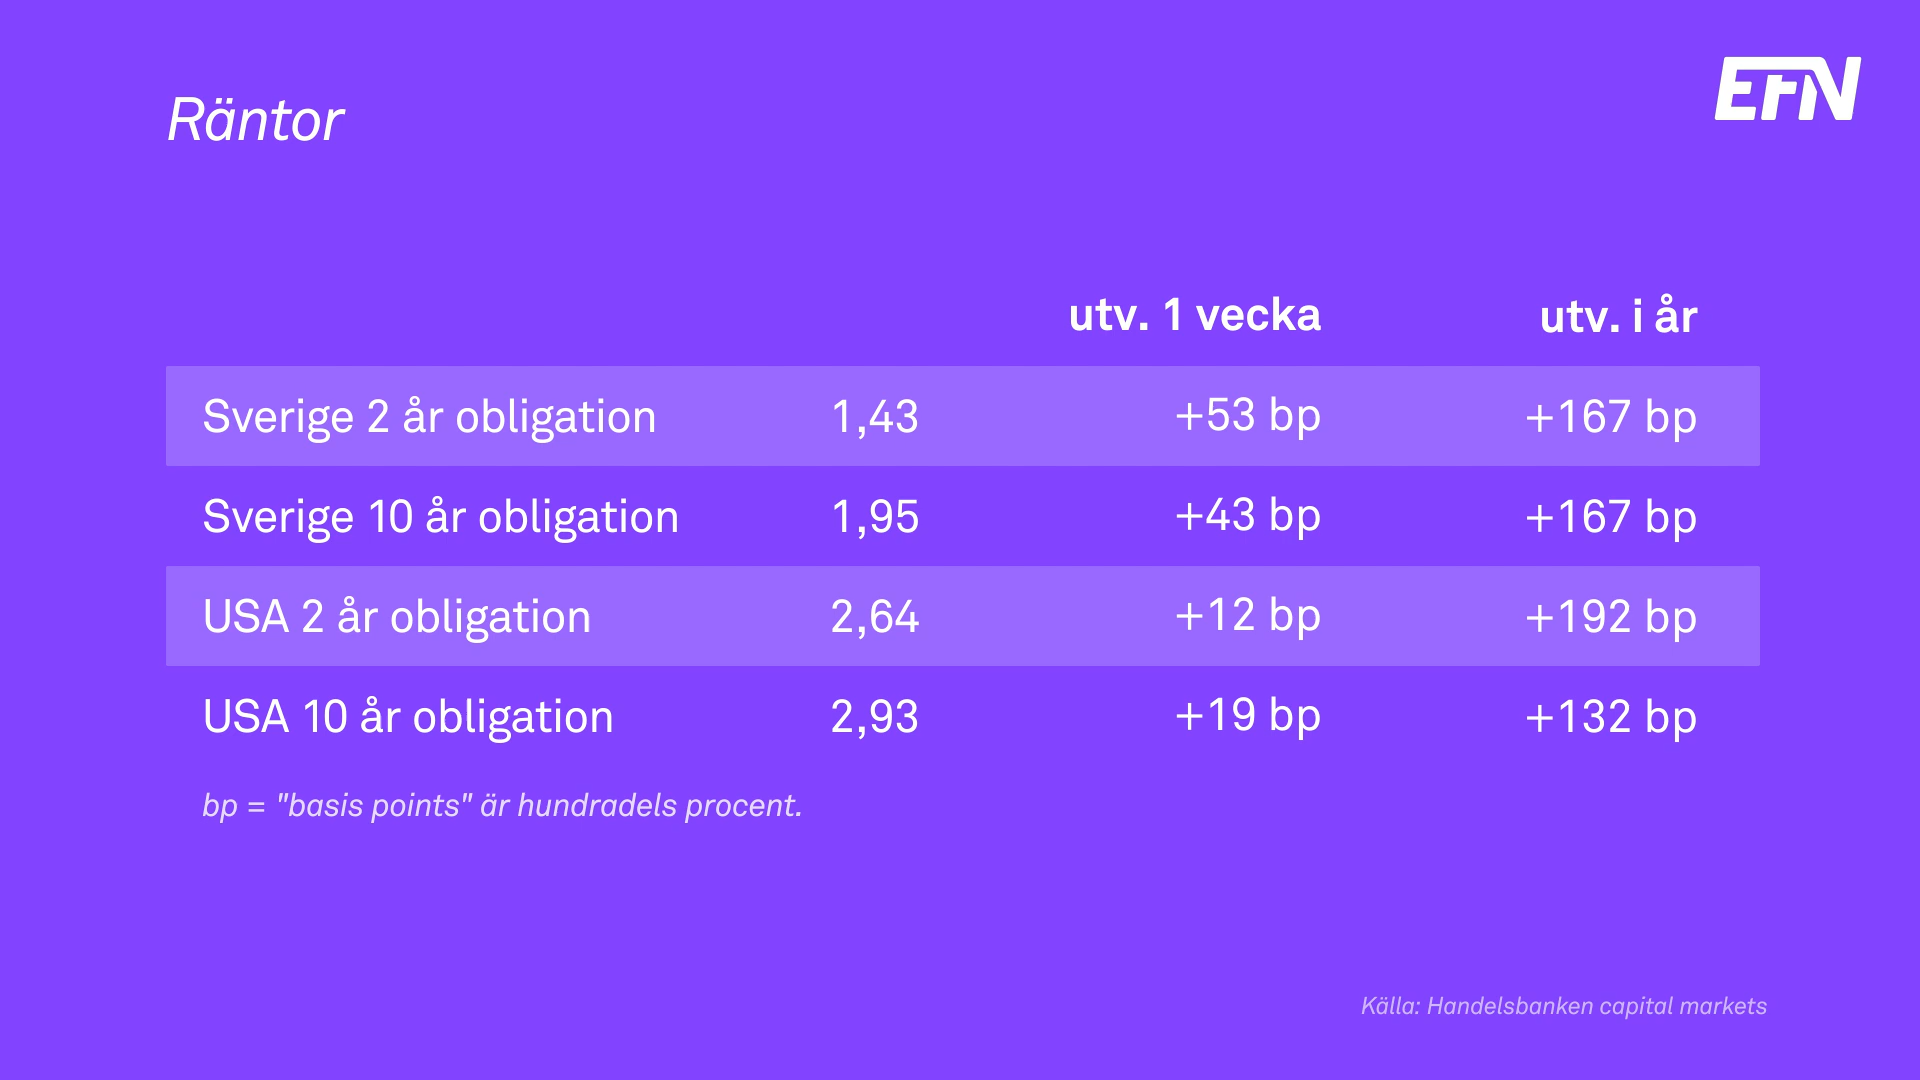 Räntor
EFN
utv. 1 vecka utv. i år
Sverige 2 år obligation 1,43 +53 bp +167 bp
Sverige 10 år obligation 1,95 +43 bp +167 bp
USA 2 år obligation 2,64 +12 bp +192 bp
USA 10 år obligation 2,93 +19 bp +132 bp
bp = "basis points" är hundradels procent.
Källa: Handelsbanken capital markets